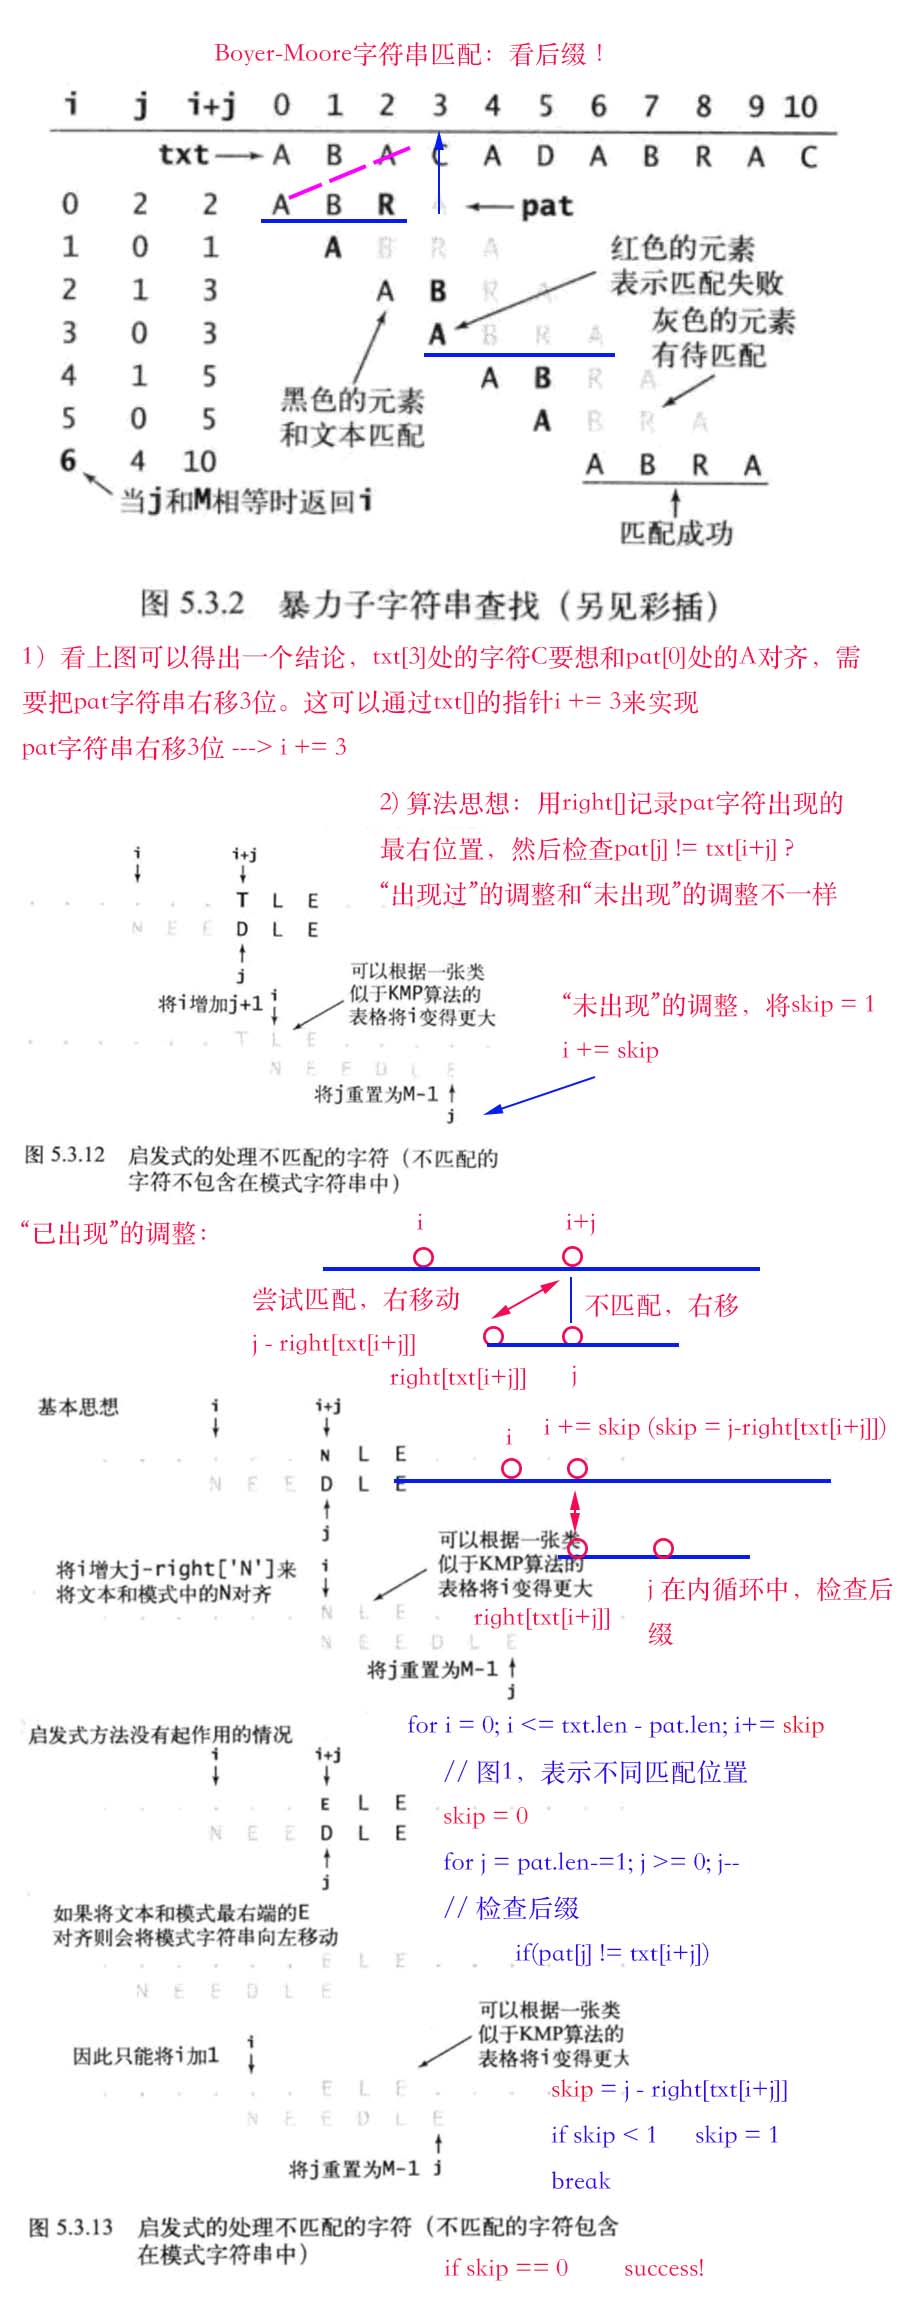 Boyer-Moore字符串匹配：看后缀！
i j i+j 0 1 2 3 4 5 6 7 8 9 10
txt A B A C A D A B R A C
0 2 2 A B R A pat
1 0 1 A B R A
红色的元素
表示匹配失败
2 1 3 A B R A
灰色的元素
有待匹配
3 0 3 A B R A
4 1 5 A B R A
黑色的元素
和文本匹配
5 0 5 A B R A
6 4 10 A B R A
当j和M相等时返回i
匹配成功
图 5.3.2 暴力子字符串查找（另见彩插）
1）看上图可以得出一个结论，txt[3]处的字符C要想和pat[0]处的A对齐，需
要把pat字符串右移3位。这可以通过txt[]的指针i += 3来实现
pat字符串右移3位 ---> i += 3
2) 算法思想：用right[]记录pat字符出现的
最右位置，然后检查pat[j] != txt[i+j] ?
“出现过”的调整和“未出现”的调整不一样
i i+j
. . . . . . T L E . . . .
N E E D L E
j
将i增加j+1 i
可以根据一张类
似于KMP算法的
表格将i变得更大
. . . . . . T L E . . . .
N E E D L E
将j重置为M-1
j
“未出现”的调整，将skip = 1
i += skip
图 5.3.12 启发式的处理不匹配的字符（不匹配的
字符不包含在模式字符串中）
“已出现”的调整：
i i+j
尝试匹配，右移动
不匹配，右移
j - right[txt[i+j]]
right[txt[i+j]] j
基本思想 i i+j
i i += skip (skip = j-right[txt[i+j]])
. . . . . . N L E . . . .
N E E D L E
j
将i增大j-right['N']来
将文本和模式中的N对齐
i
可以根据一张类
似于KMP算法的
表格将i变得更大
right[txt[i+j]]
j 在内循环中，检查后
缀
. . . . . . N L E . . . .
N E E D L E
将j重置为M-1
j
启发式方法没有起作用的情况
i i+j
. . . . . . E L E . . . .
N E E D L E
j
如果将文本和模式最右端的E
对齐则会将模式字符串向左移动
. . . . . . E L E . . . .
N E E D L E
因此只能将i加1 i
可以根据一张类
似于KMP算法的
表格将i变得更大
. . . . . . E L E . . . .
N E E D L E
将j重置为M-1 j
图 5.3.13 启发式的处理不匹配的字符（不匹配的字符包含
在模式字符串中）
for i = 0; i <= txt.len - pat.len; i+= skip
// 图1，表示不同匹配位置
skip = 0
for j = pat.len-=1; j >= 0; j--
// 检查后缀
if(pat[j] != txt[i+j])
skip = j - right[txt[i+j]]
if skip < 1 skip = 1
break
if skip == 0 success!